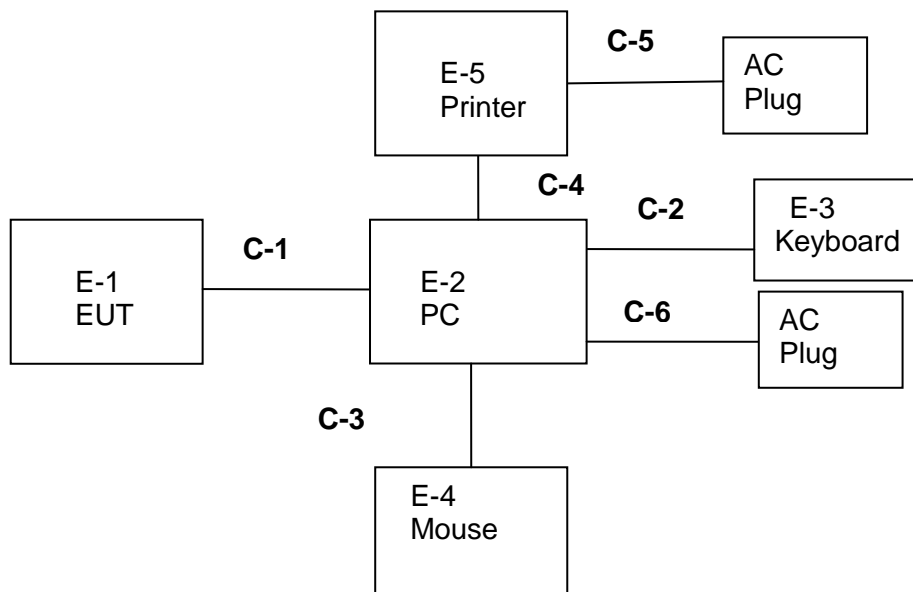 C-5
E-5
Printer
AC
Plug
C-4
C-2
E-3
Keyboard
C-1
E-1
EUT
E-2
PC
C-6
AC
Plug
C-3
E-4
Mouse